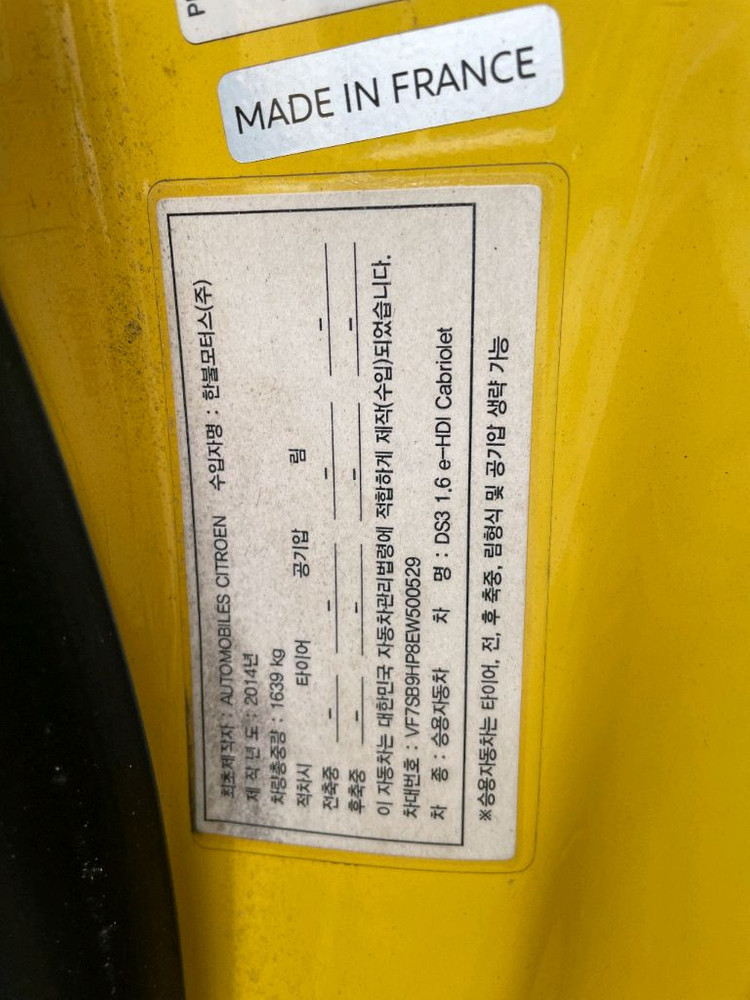 MADE IN FRANCE
최초제작자 : AUTOMOBILES CITROEN 수입자명 : 한불모터스(주)
제 작 년 도 : 2014년
차량총중량 : 1639 kg
적차시 타이어 공기압 림
전축중 - - - -
후축중 - - - -
이 자동차는 대한민국 자동차관리법령에 적합하게 제작(수입)되었습니다.
차대번호 : VF7SB9HP8EW500529
차 종 : 승용자동차 차 명 : DS3 1.6 e-HDI Cabriolet
※승용자동차는 타이어, 전, 후 축중, 림형식 및 공기압 생략 가능